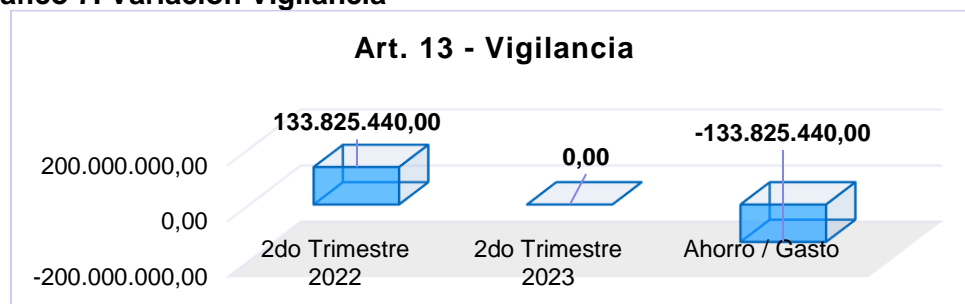 7. Variación Vigilancia
Art. 13 - Vigilancia
133.825.440,00
-133.825.440,00
0,00
200.000.000,00
0,00
-200.000.000,00
2do Trimestre
2022
2do Trimestre
2023
Ahorro / Gasto